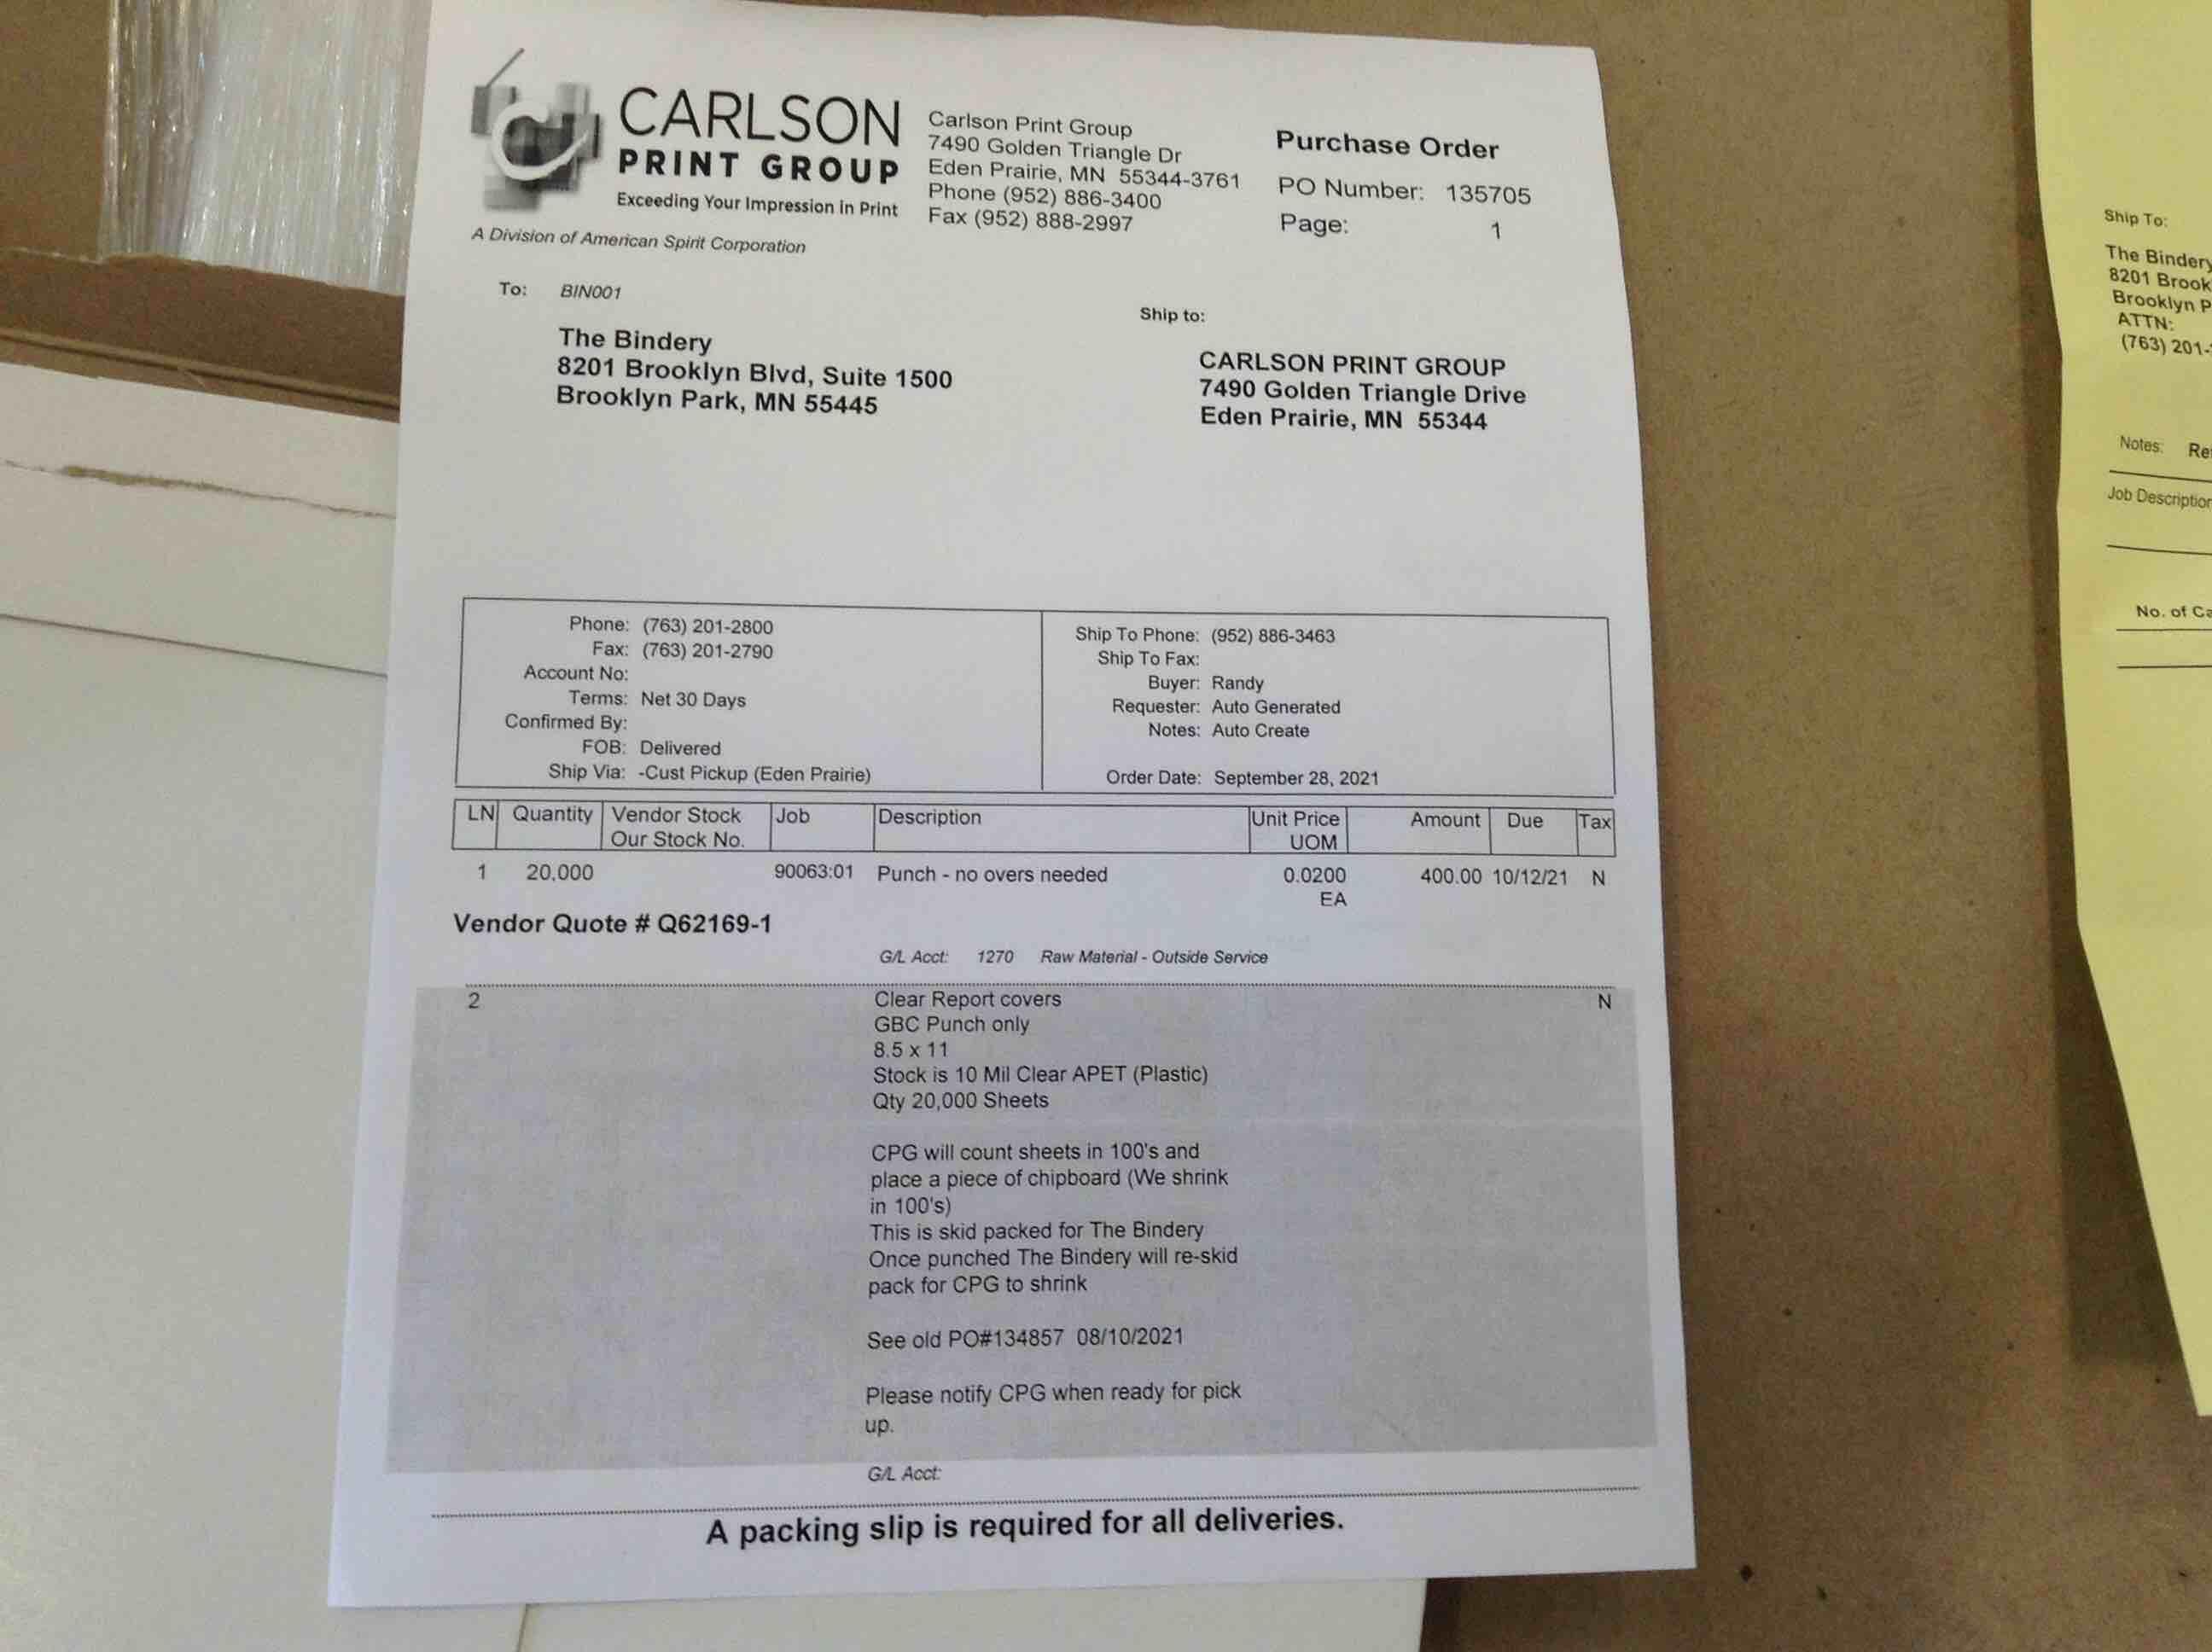 CARLSON
PRINT GROUP
Exceeding Your Impression in Print
A Division of American Spirit Corporation
Carlson Print Group
7490 Golden Triangle Dr
Eden Prairie, MN 55344-3761
Phone (952) 886-3400
Fax (952) 888-2997
Purchase Order
PO Number: 135705
Page: 1
To: BIN001
The Bindery
8201 Brooklyn Blvd, Suite 1500
Brooklyn Park, MN 55445
Ship to:
CARLSON PRINT GROUP
7490 Golden Triangle Drive
Eden Prairie, MN 55344
Phone: (763) 201-2800
Fax: (763) 201-2790
Account No:
Terms: Net 30 Days
Confirmed By:
FOB: Delivered
Ship Via: -Cust Pickup (Eden Prairie)
Ship To Phone: (952) 886-3463
Ship To Fax:
Buyer: Randy
Requester: Auto Generated
Notes: Auto Create
Order Date: September 28, 2021
LN Quantity Vendor Stock Job Description Unit Price Amount Due Tax
Our Stock No. UOM
1 20,000 90063:01 Punch - no overs needed 0.0200 400.00 10/12/21 N
EA
Vendor Quote # Q62169-1
G/L Acct: 1270 Raw Material - Outside Service
2 Clear Report covers N
GBC Punch only
8.5 x 11
Stock is 10 Mil Clear APET (Plastic)
Qty 20,000 Sheets
CPG will count sheets in 100's and
place a piece of chipboard (We shrink
in 100's)
This is skid packed for The Bindery
Once punched The Bindery will re-skid
pack for CPG to shrink
See old PO#134857 08/10/2021
Please notify CPG when ready for pick
up.
G/L Acct:
A packing slip is required for all deliveries.
Ship To:
The Bindery
8201 Brook
Brooklyn P
ATTN:
(763) 201-
Notes: Re
Job Description
No. of Ca